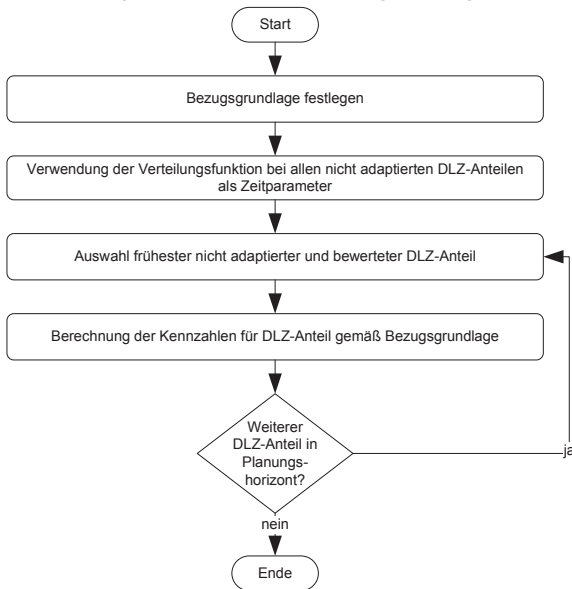 Start
Bezugsgrundlage festlegen
Verwendung der Verteilungsfunktion bei allen nicht adaptierten DLZ-Anteilen
als Zeitparameter
Auswahl frühester nicht adaptierter und bewerteter DLZ-Anteil
Berechnung der Kennzahlen für DLZ-Anteil gemäß Bezugsgrundlage
Weiterer
DLZ-Anteil in
Planungs-
horizont?
ja
nein
Ende